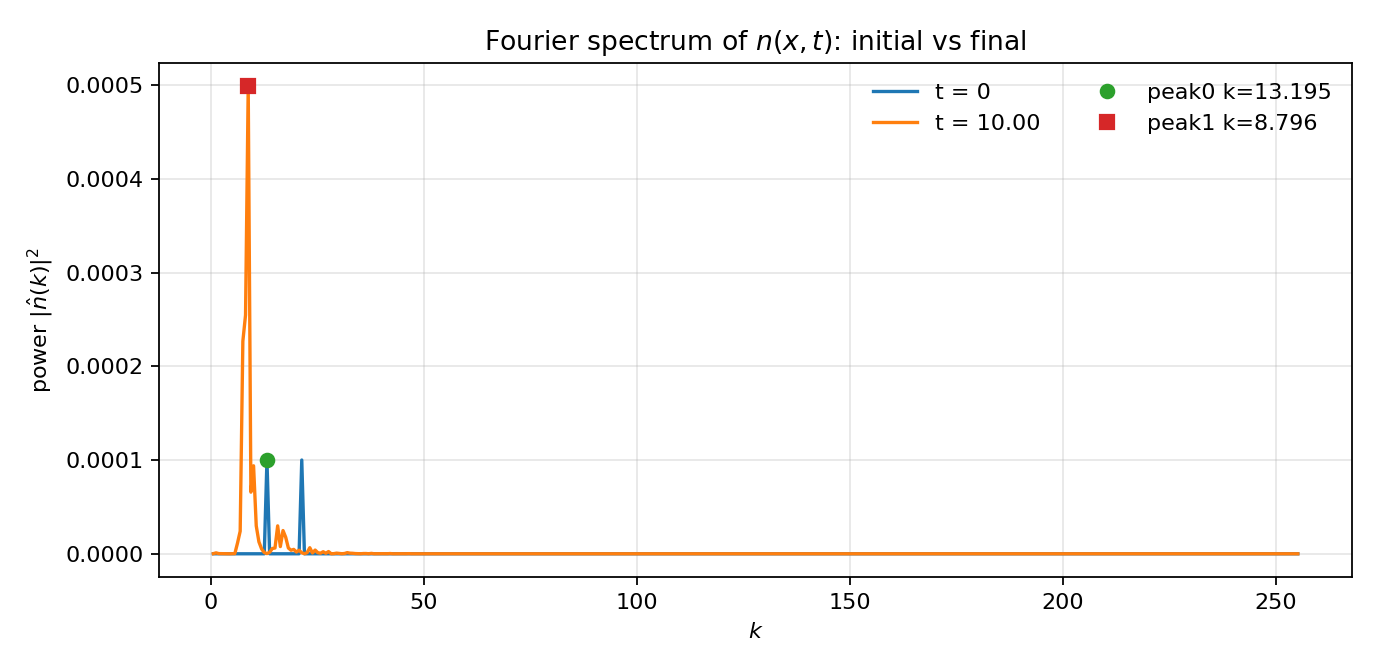 Fourier spectrum of n(x, t): initial vs final
t = 0
t = 10.00
peak0 k=13.195
peak1 k=8.796
power |n̂(k)|²
0.0005
0.0004
0.0003
0.0002
0.0001
0.0000
0 50 100 150 200 250
k